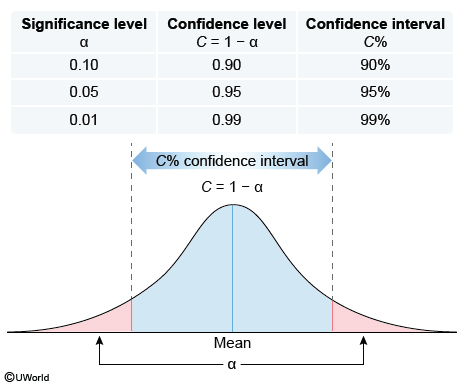 Significance level Confidence level Confidence interval
α C = 1 − α C%
0.10 0.90 90%
0.05 0.95 95%
0.01 0.99 99%
C% confidence interval
C = 1 − α
Mean
α
©UWorld